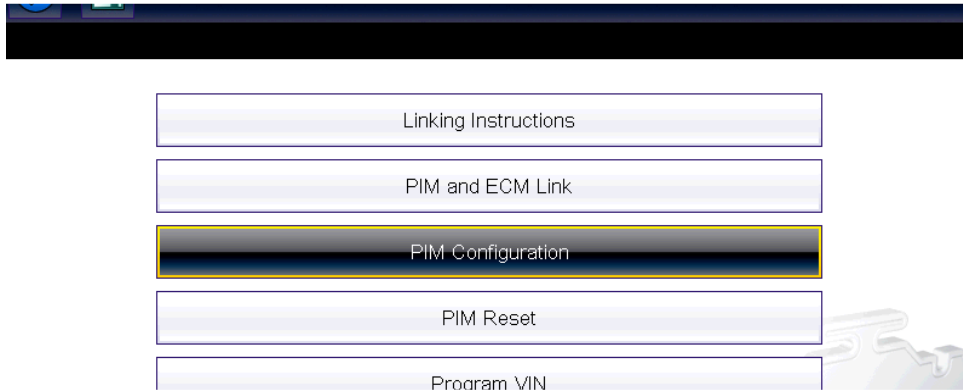 Linking Instructions
PIM and ECM Link
PIM Configuration
PIM Reset
Program VIN